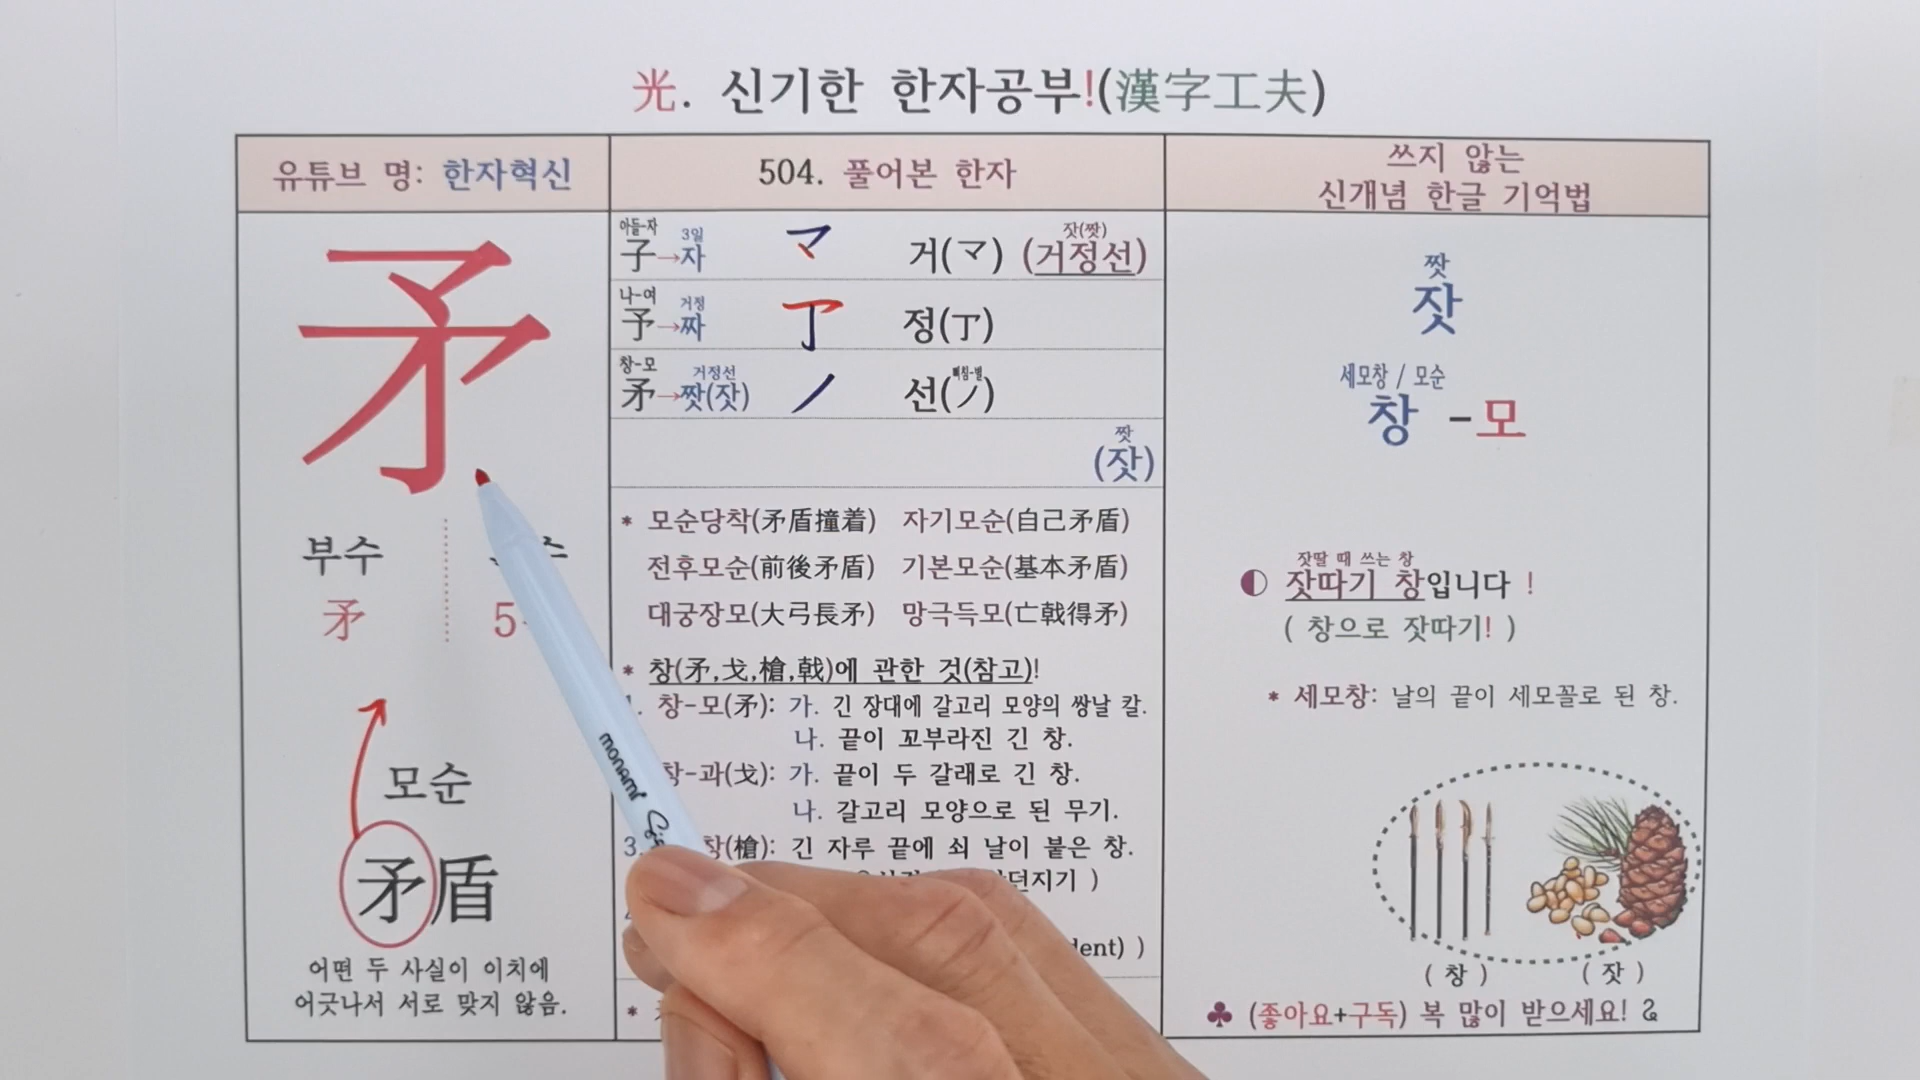 光. 신기한 한자공부!(漢字工夫)
유튜브 명: 한자혁신
504. 풀어본 한자
쓰지 않는
신개념 한글 기억법
矛
부수
矛
5
모순
矛盾
어떤 두 사실이 이치에
어긋나서 서로 맞지 않음.
아들-자 3일 잣(짯)
子→자 マ 거(マ) (거정선)
나-여 거정
予→짜 丁 정(丁)
창-모 거정선 삐침-별
矛→짯(잣) ノ 선(ノ)
짯
(잣)
* 모순당착(矛盾撞着) 자기모순(自己矛盾)
전후모순(前後矛盾) 기본모순(基本矛盾)
대궁장모(大弓長矛) 망극득모(亡戟得矛)
* 창(矛,戈,槍,戟)에 관한 것(참고)!
. 창-모(矛): 가. 긴 장대에 갈고리 모양의 쌍날 칼.
나. 끝이 꼬부라진 긴 창.
창-과(戈): 가. 끝이 두 갈래로 긴 창.
나. 갈고리 모양으로 된 무기.
3. 창(槍): 긴 자루 끝에 쇠 날이 붙은 창.
던지기 )
dent) )
*
짯
잣
세모창 / 모순
창 -모
잣딸 때 쓰는 창
◐ 잣따기 창입니다 !
( 창으로 잣따기! )
* 세모창: 날의 끝이 세모꼴로 된 창.
( 창 ) ( 잣 )
♣ (좋아요+구독) 복 많이 받으세요!
monami